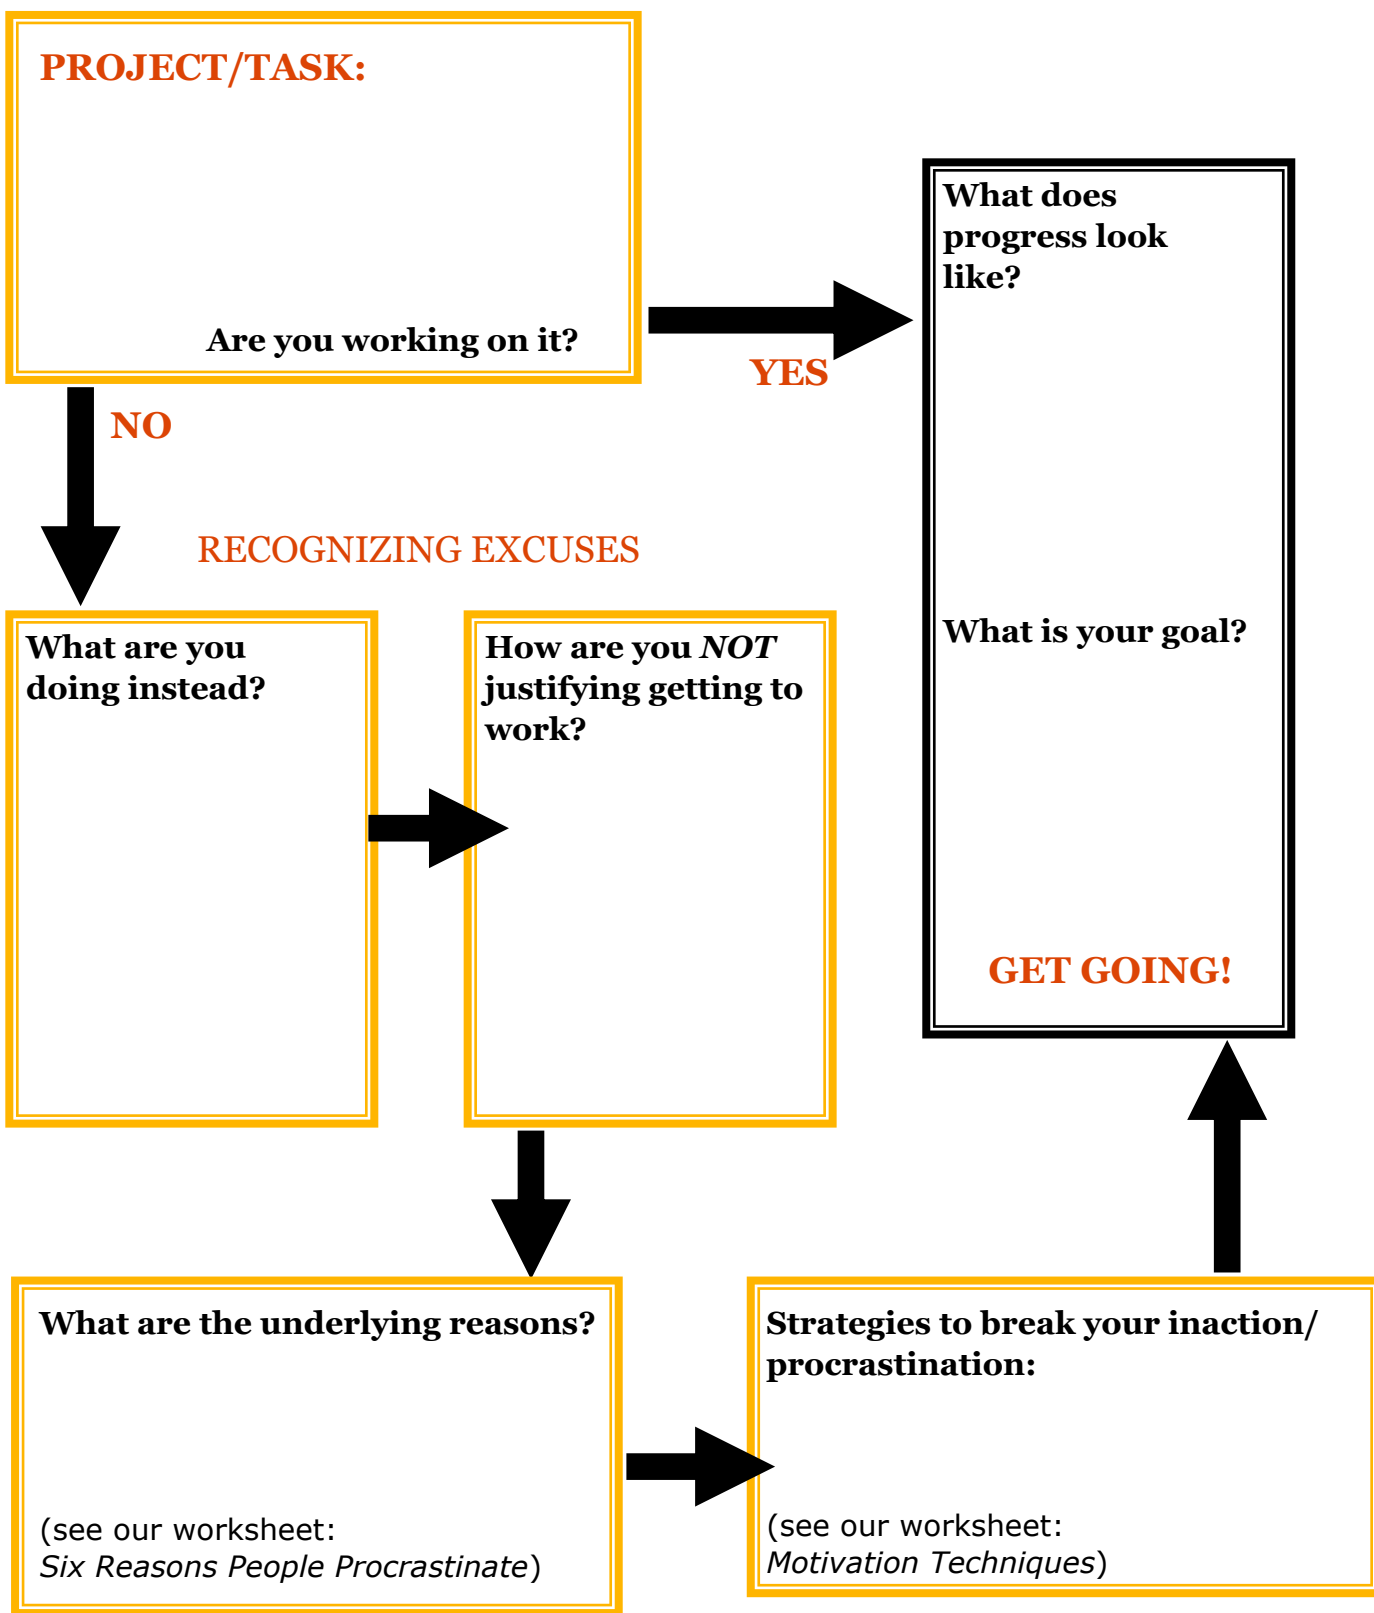 PROJECT/TASK:
Are you working on it?
YES
NO
What does
progress look
like?
What is your goal?
GET GOING!
RECOGNIZING EXCUSES
What are you
doing instead?
How are you NOT
justifying getting to
work?
What are the underlying reasons?
(see our worksheet:
Six Reasons People Procrastinate)
Strategies to break your inaction/
procrastination:
(see our worksheet:
Motivation Techniques)